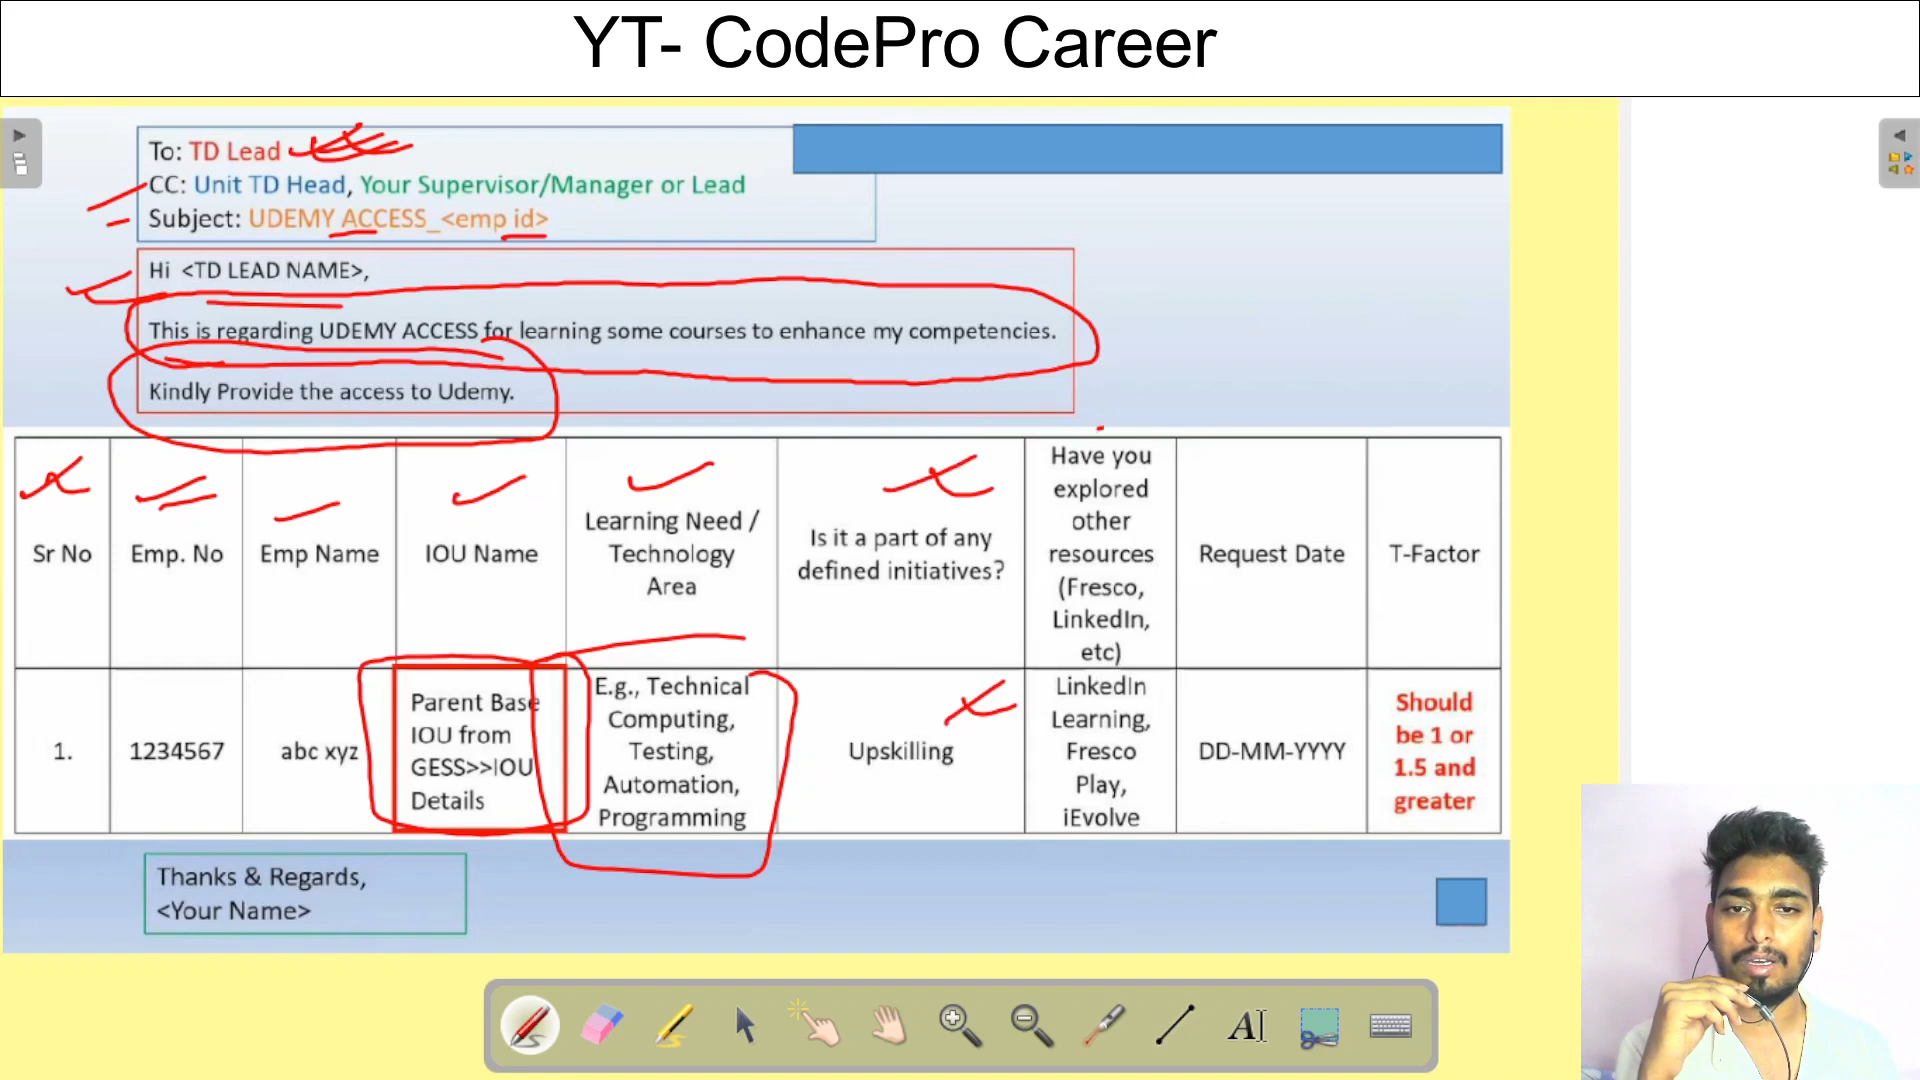 YT- CodePro Career
To: TD Lead
CC: Unit TD Head, Your Supervisor/Manager or Lead
Subject: UDEMY ACCESS_<emp id>
Hi <TD LEAD NAME>,
This is regarding UDEMY ACCESS for learning some courses to enhance my competencies.
Kindly Provide the access to Udemy.
Sr No
Emp. No
Emp Name
IOU Name
Learning Need /
Technology
Area
Is it a part of any
defined initiatives?
Have you
explored
other
resources
(Fresco,
LinkedIn,
etc)
Request Date
T-Factor
1.
1234567
abc xyz
Parent Base
IOU from
GESS>>IOU
Details
E.g., Technical
Computing,
Testing,
Automation,
Programming
Upskilling
LinkedIn
Learning,
Fresco
Play,
iEvolve
DD-MM-YYYY
Should
be 1 or
1.5 and
greater
Thanks & Regards,
<Your Name>
AI